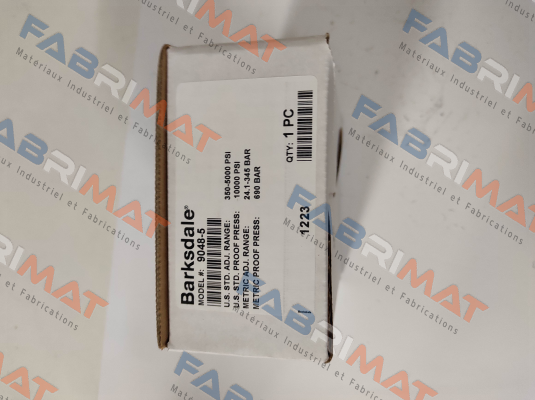 Barksdale®
MODEL #: 9048-5
U.S. STD. ADJ. RANGE: 350-5000 PSI
U.S. STD. PROOF PRESS: 10000 PSI
METRIC ADJ. RANGE: 24.1-345 BAR
METRIC PROOF PRESS: 690 BAR
1223
QTY: 1 PC
FABRIMAT
Matériaux Industriel et Fabrications